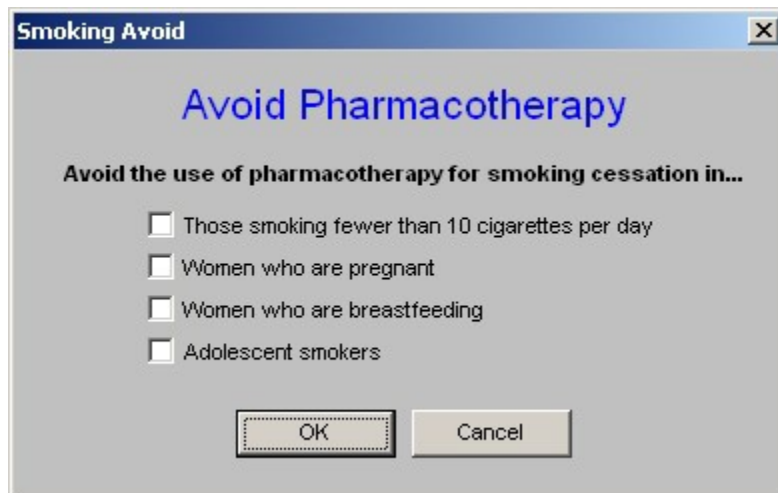 Smoking Avoid
Avoid Pharmacotherapy
Avoid the use of pharmacotherapy for smoking cessation in...
Those smoking fewer than 10 cigarettes per day
Women who are pregnant
Women who are breastfeeding
Adolescent smokers
OK Cancel